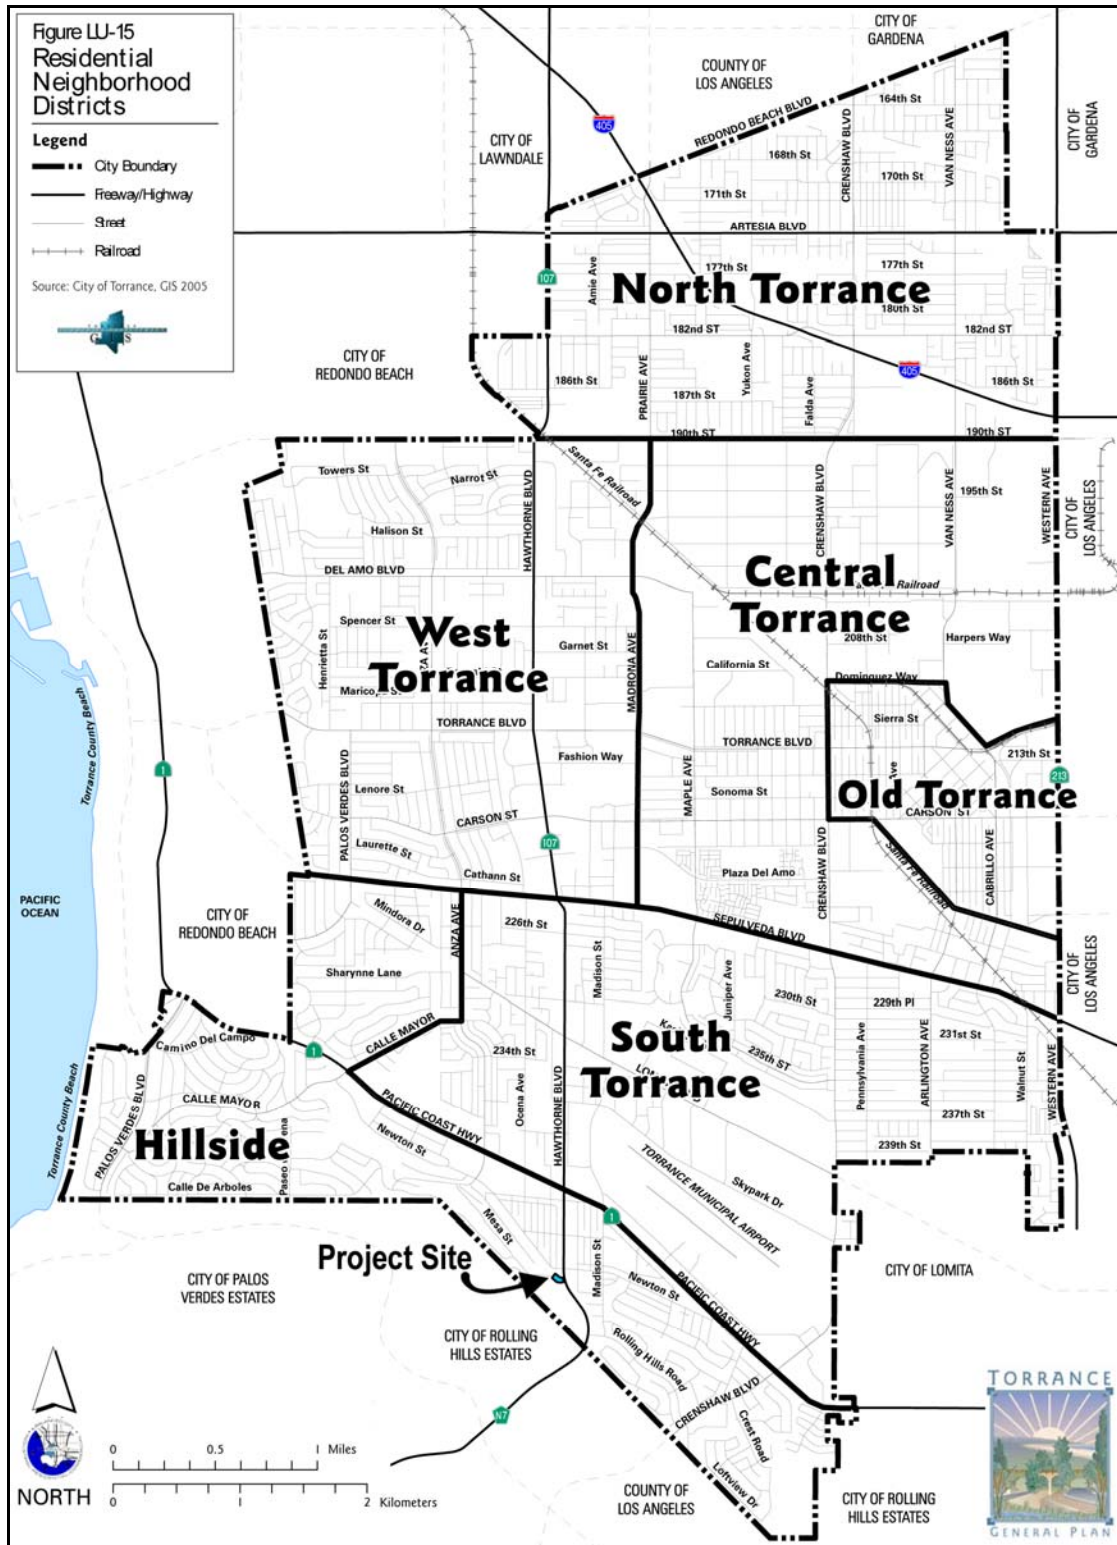 Figure LU-15
Residential
Neighborhood
Districts
Legend
City Boundary
Freeway/Highway
Street
Railroad
Source: City of Torrance, GIS 2005
G S
CITY OF
GARDENA
COUNTY OF
LOS ANGELES
CITY OF
LAWNDALE
405
REDONDO BEACH BLVD
164th St
CRENSHAW BLVD
VAN NESS AVE
CITY OF
GARDENA
168th St
170th St
171th St
ARTESIA BLVD
107
Amie Ave
177th St
177th St
North Torrance
180th St
182nd ST
182nd ST
CITY OF
REDONDO BEACH
186th St
PRAIRIE AVE
187th St
Yukon Ave
Falda Ave
405
186th St
190th ST
190th ST
Towers St
Narrot St
HAWTHORNE BLVD
Santa Fe Railroad
CRENSHAW BLVD
VAN NESS AVE
195th St
WESTERN AVE
CITY OF
LOS ANGELES
Halison St
DEL AMO BLVD
Central
Torrance
Railroad
Spencer St
West
Torrance
Henrietta St
Garnet St
MADRONA AVE
208th St
Harpers Way
California St
Maricopa St
Dominguez Way
TORRANCE BLVD
Sierra St
TORRANCE BLVD
213th St
Fashion Way
PALOS VERDES BLVD
MAPLE AVE
213
Lenore St
Sonoma St
Old Torrance
Ave
CARSON ST
CARSON ST
107
Laurette St
CRENSHAW BLVD
Santa Fe Railroad
CABRILLO AVE
Cathann St
Plaza Del Amo
Torrance County Beach
1
PACIFIC
OCEAN
CITY OF
REDONDO BEACH
Mindora Dr
ANZA AVE
226th St
SEPULVEDA BLVD
Madison St
Juniper Ave
Sharynne Lane
230th St
229th Pl
CITY OF
LOS ANGELES
CALLE MAYOR
234th St
South
Torrance
235th ST
231st St
Camino Del Campo
1
Ocena Ave
HAWTHORNE BLVD
Pennsylvania Ave
ARLINGTON AVE
Walnut St
WESTERN AVE
CALLE MAYOR
PACIFIC COAST HWY
237th St
Torrance County Beach
PALOS VERDES BLVD
Hillside
Newton St
239th St
Calle De Arboles
TORRANCE MUNICIPAL AIRPORT
Skypark Dr
Mesa St
1
Project Site
Madison St
Newton St
PACIFIC COAST HWY
CITY OF LOMITA
CITY OF PALOS
VERDES ESTATES
CITY OF ROLLING
HILLS ESTATES
Rolling Hills Road
CRENSHAW BLVD
Crest Road
Loftview Dr
N7
NORTH
0 0.5 1 Miles
0 1 2 Kilometers
COUNTY OF
LOS ANGELES
CITY OF ROLLING
HILLS ESTATES
TORRANCE
GENERAL PLAN